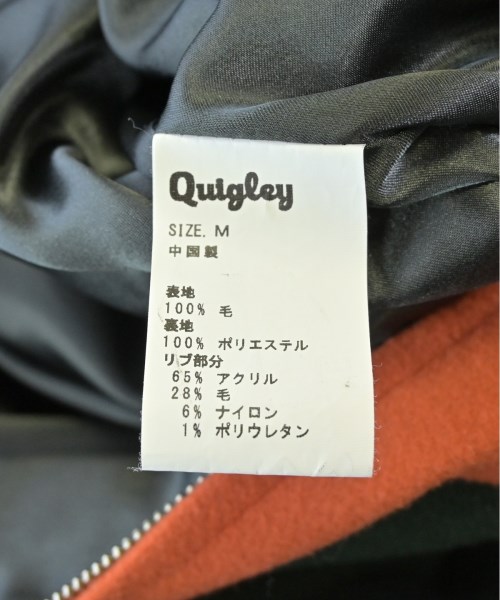 Quigley
SIZE. M
中国製
表地
100% 毛
裏地
100% ポリエステル
リブ部分
65% アクリル
28% 毛
6% ナイロン
1% ポリウレタン